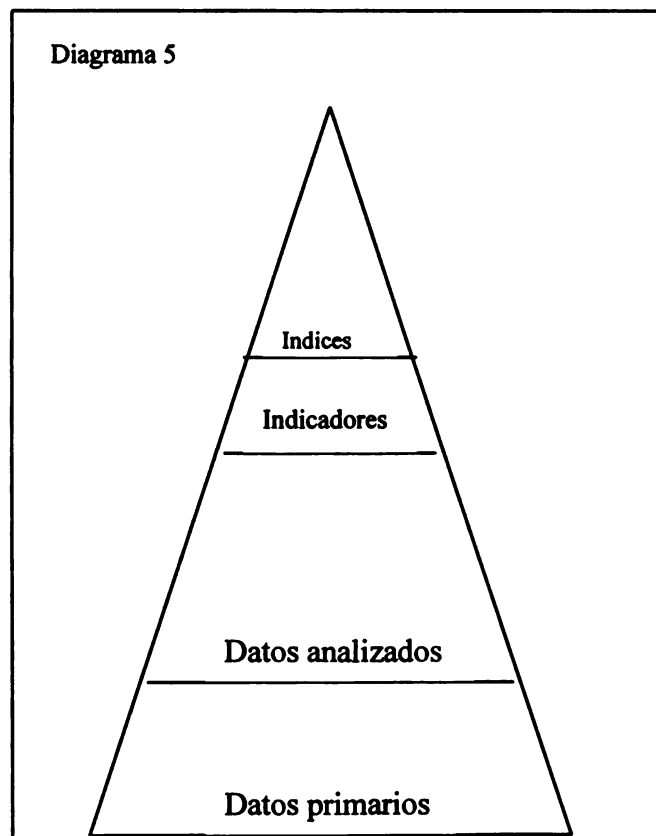 Diagrama 5
Indices
Indicadores
Datos analizados
Datos primarios